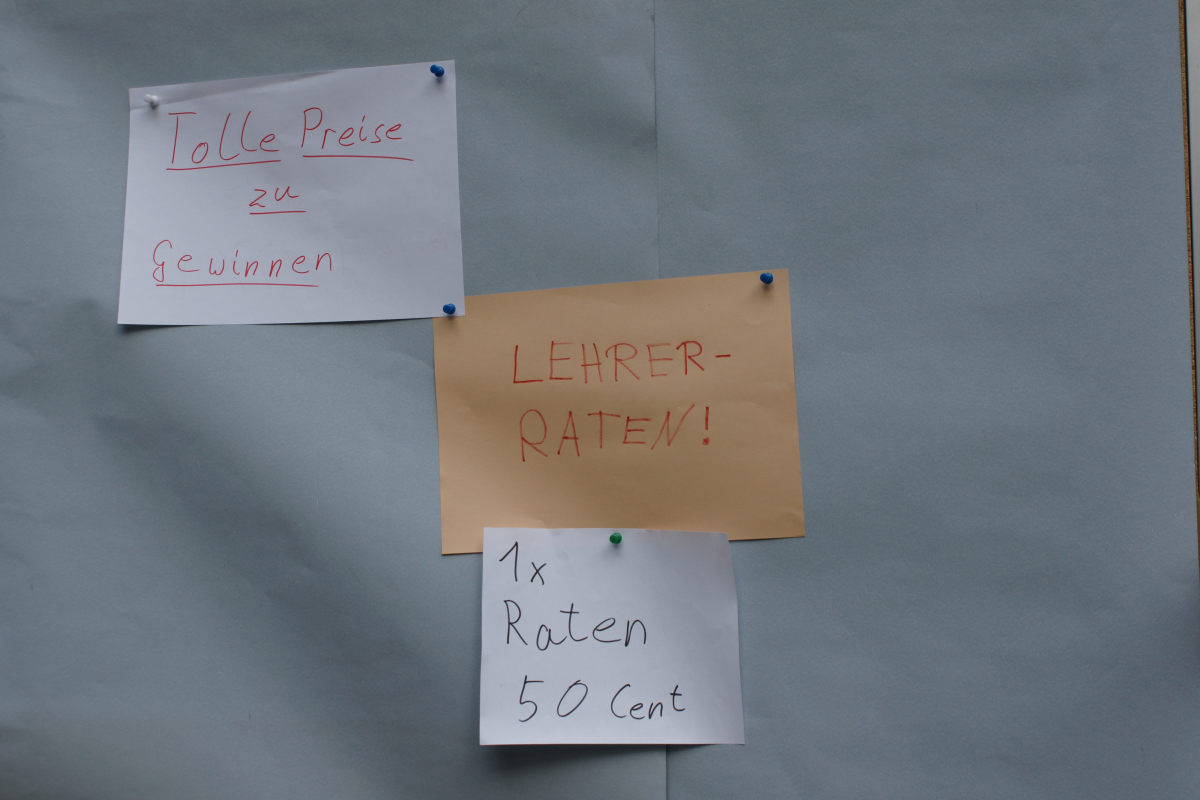 Tolle Preise
zu
Gewinnen
LEHRER-
RATEN!
1x
Raten
50 Cent